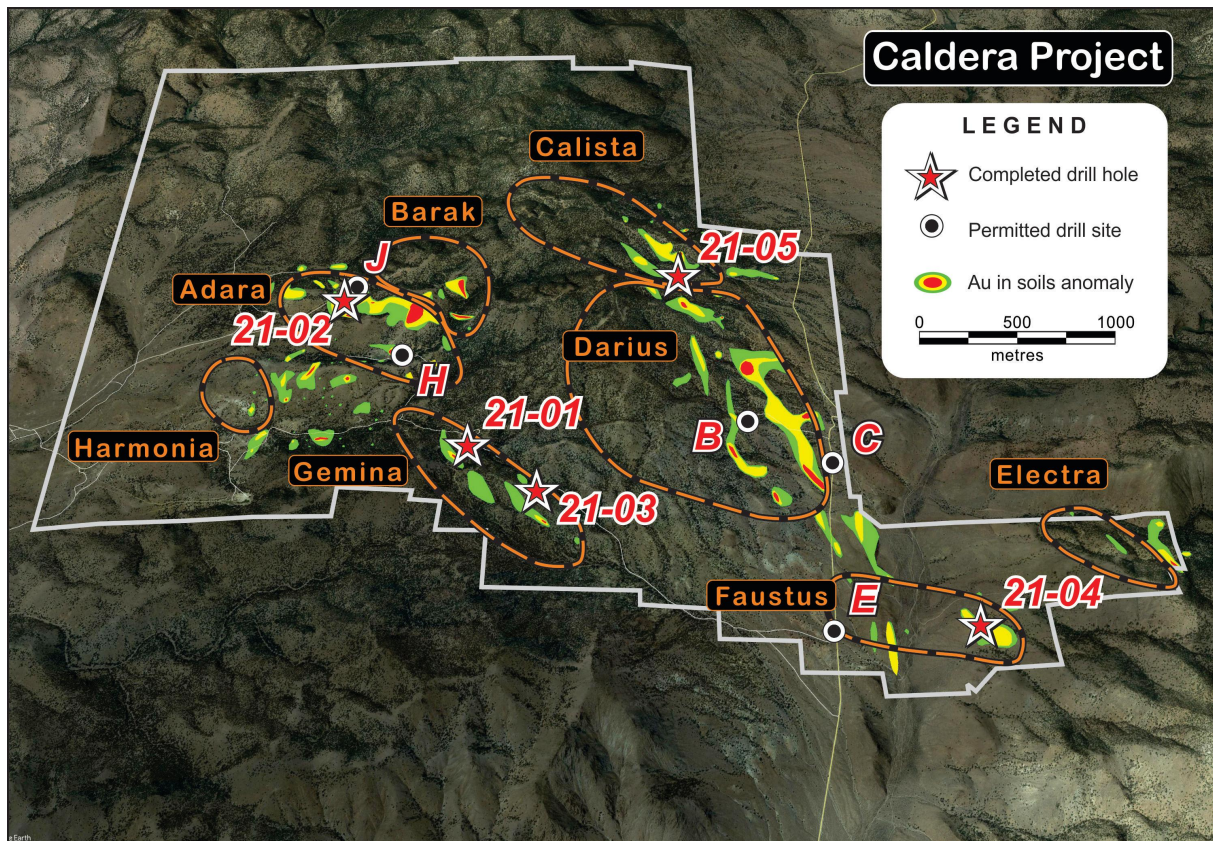 Caldera Project
LEGEND
Completed drill hole
Permitted drill site
Au in soils anomaly
0 500 1000
metres
Calista
Barak
21-05
J
Adara
21-02
Darius
H
21-01
B
C
Harmonia
Gemina
Electra
21-03
Faustus
E
21-04
e Earth